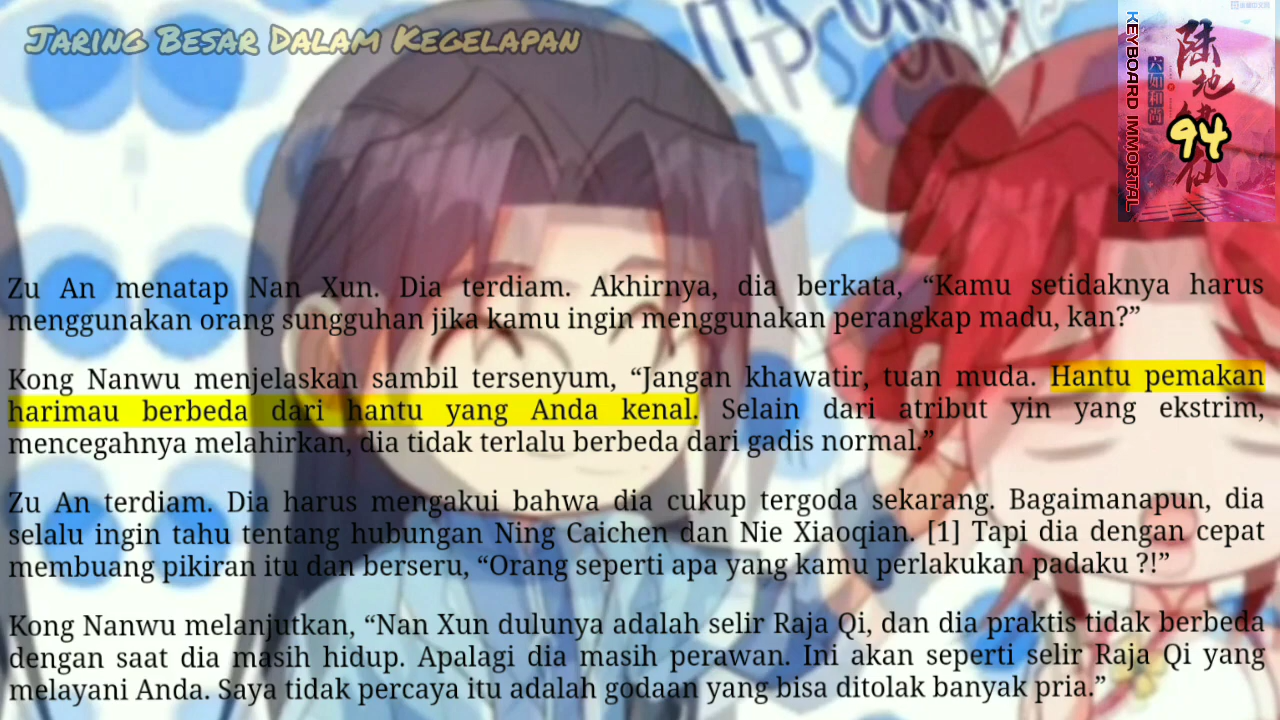 Jaring Besar Dalam Kegelapan
KEYBOARD IMMORTAL
陆地
仙
94
Zu An menatap Nan Xun. Dia terdiam. Akhirnya, dia berkata, “Kamu setidaknya harus
menggunakan orang sungguhan jika kamu ingin menggunakan perangkap madu, kan?”
Kong Nanwu menjelaskan sambil tersenyum, “Jangan khawatir, tuan muda. Hantu pemakan
harimau berbeda dari hantu yang Anda kenal. Selain dari atribut yin yang ekstrim,
mencegahnya melahirkan, dia tidak terlalu berbeda dari gadis normal.”
Zu An terdiam. Dia harus mengakui bahwa dia cukup tergoda sekarang. Bagaimanapun, dia
selalu ingin tahu tentang hubungan Ning Caichen dan Nie Xiaoqian. [1] Tapi dia dengan cepat
membuang pikiran itu dan berseru, “Orang seperti apa yang kamu perlakukan padaku ?!”
Kong Nanwu melanjutkan, “Nan Xun dulunya adalah selir Raja Qi, dan dia praktis tidak berbeda
dengan saat dia masih hidup. Apalagi dia masih perawan. Ini akan seperti selir Raja Qi yang
melayani Anda. Saya tidak percaya itu adalah godaan yang bisa ditolak banyak pria.”